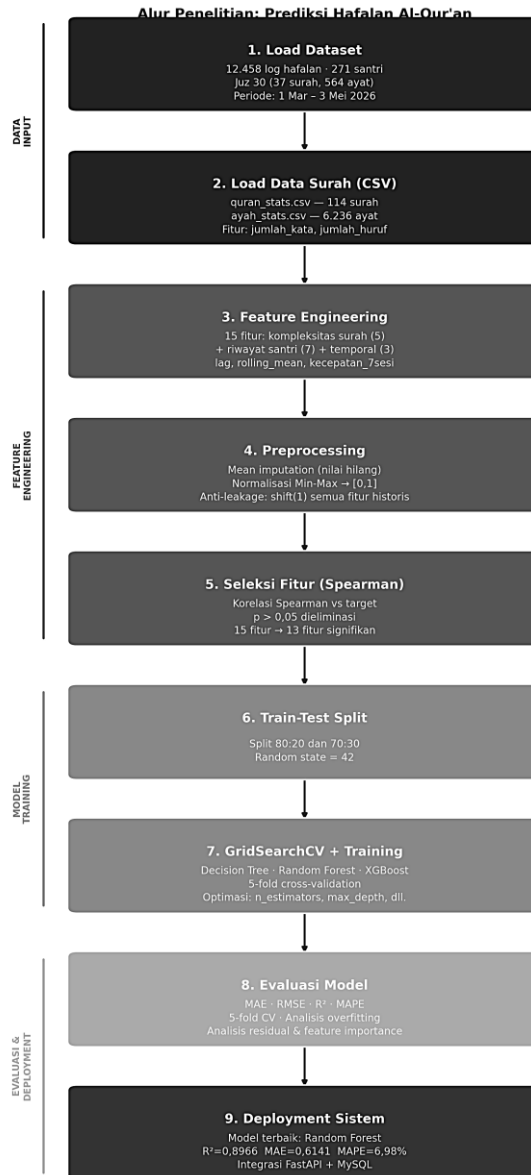 Alur Penelitian: Prediksi Hafalan Al-Qur'an
DATA
INPUT
1. Load Dataset
12.458 log hafalan · 271 santri
Juz 30 (37 surah, 564 ayat)
Periode: 1 Mar – 3 Mei 2026
2. Load Data Surah (CSV)
quran_stats.csv — 114 surah
ayah_stats.csv — 6.236 ayat
Fitur: jumlah_kata, jumlah_huruf
FEATURE
ENGINEERING
3. Feature Engineering
15 fitur: kompleksitas surah (5)
+ riwayat santri (7) + temporal (3)
lag, rolling_mean, kecepatan_7sesi
4. Preprocessing
Mean imputation (nilai hilang)
Normalisasi Min-Max → [0,1]
Anti-leakage: shift(1) semua fitur historis
5. Seleksi Fitur (Spearman)
Korelasi Spearman vs target
p > 0,05 dieliminasi
15 fitur → 13 fitur signifikan
MODEL
TRAINING
6. Train-Test Split
Split 80:20 dan 70:30
Random state = 42
7. GridSearchCV + Training
Decision Tree · Random Forest · XGBoost
5-fold cross-validation
Optimasi: n_estimators, max_depth, dll.
EVALUASI &
DEPLOYMENT
8. Evaluasi Model
MAE · RMSE · R² · MAPE
5-fold CV · Analisis overfitting
Analisis residual & feature importance
9. Deployment Sistem
Model terbaik: Random Forest
R²=0,8966 MAE=0,6141 MAPE=6,98%
Integrasi FastAPI + MySQL